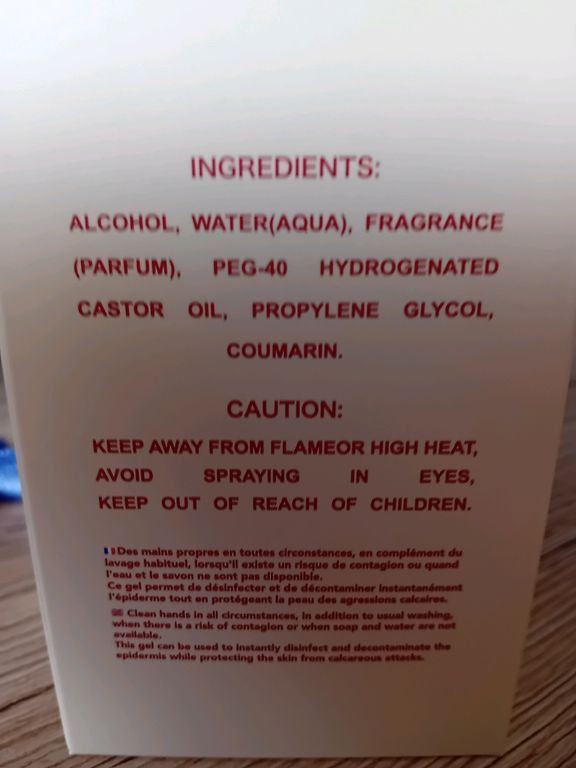 INGREDIENTS:
ALCOHOL, WATER(AQUA), FRAGRANCE
(PARFUM), PEG-40 HYDROGENATED
CASTOR OIL, PROPYLENE GLYCOL,
COUMARIN.
CAUTION:
KEEP AWAY FROM FLAMEOR HIGH HEAT,
AVOID SPRAYING IN EYES,
KEEP OUT OF REACH OF CHILDREN.
Des mains propres en toutes circonstances, en complément du
lavage habituel, lorsqu'il existe un risque de contagion ou quand
l'eau et le savon ne sont pas disponible.
Ce gel permet de désinfecter et de décontaminer instantanément
l'épiderme tout en protégeant la peau des agressions calcaires.
Clean hands in all circumstances, in addition to usual washing,
when there is a risk of contagion or when soap and water are not
available.
This gel can be used to instantly disinfect and decontaminate the
epidermis while protecting the skin from calcareous attacks.